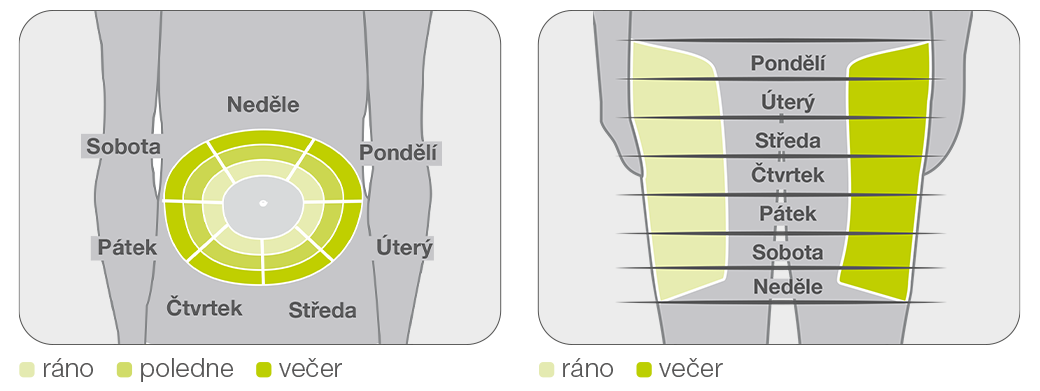 Neděle
Sobota
Pondělí
Pátek
Úterý
Čtvrtek
Středa
ráno poledne večer
Pondělí
Úterý
Středa
Čtvrtek
Pátek
Sobota
Neděle
ráno večer